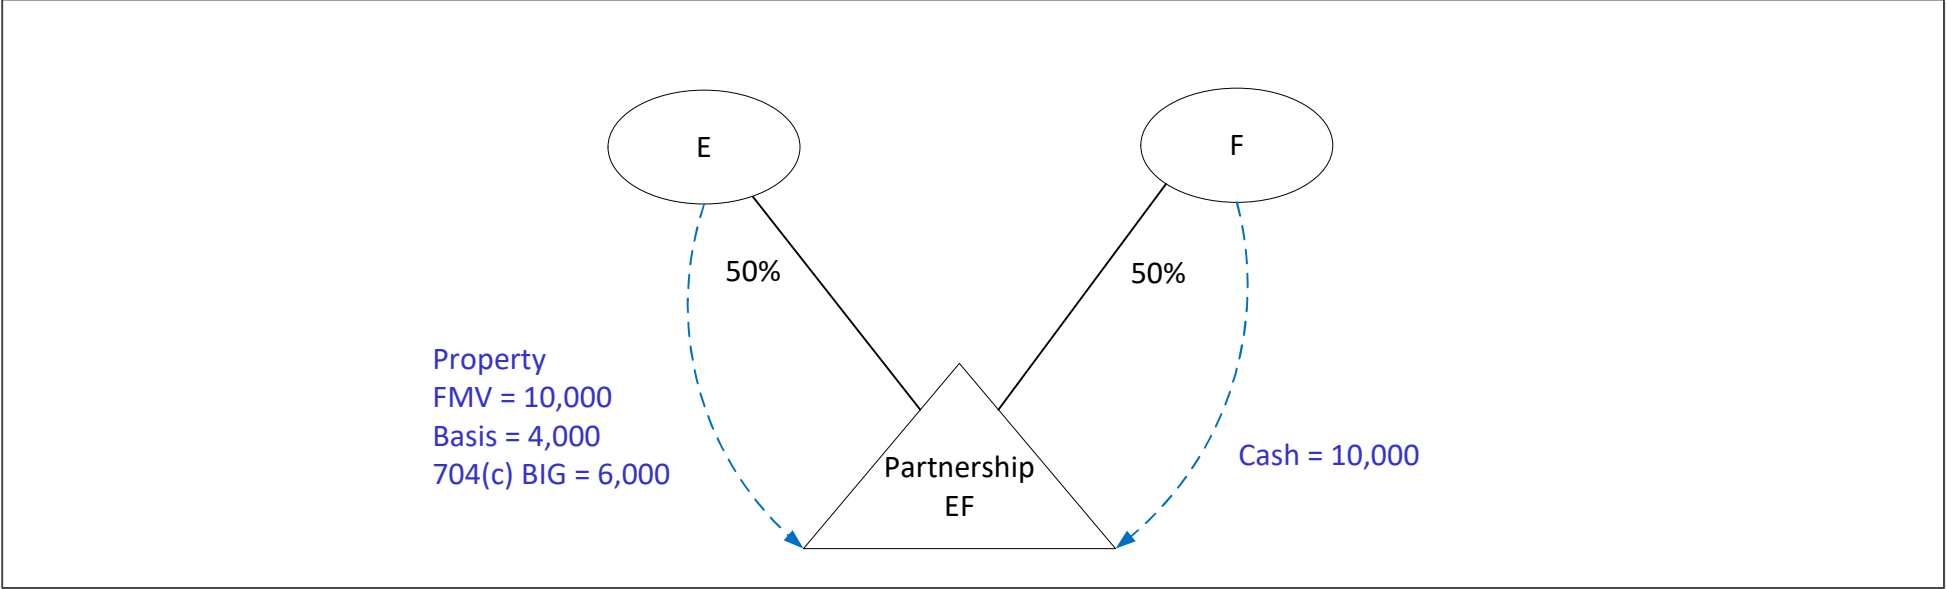 E
F
50%
50%
Property
FMV = 10,000
Basis = 4,000
704(c) BIG = 6,000
Cash = 10,000
Partnership
EF